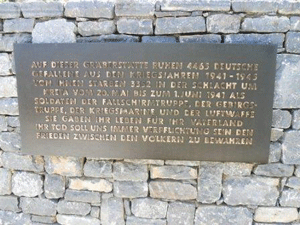 AUF DIESER GRÄBERSTÄTTE RUHEN 4465 DEUTSCHE
GEFALLENE AUS DEN KRIEGSJAHREN 1941-1945
VON IHNEN STARBEN 3352 IN DER SCHLACHT UM
KRETA VOM 20. MAI BIS ZUM 1. JUNI 1941 ALS
SOLDATEN DER FALLSCHIRMTRUPPE, DER GEBIRGS-
TRUPPE, DER KRIEGSMARINE UND DER LUFTWAFFE
SIE GABEN IHR LEBEN FÜR IHR VATERLAND
IHR TOD SOLL UNS IMMER VERPFLICHTUNG SEIN DEN
FRIEDEN ZWISCHEN DEN VÖLKERN ZU BEWAHREN